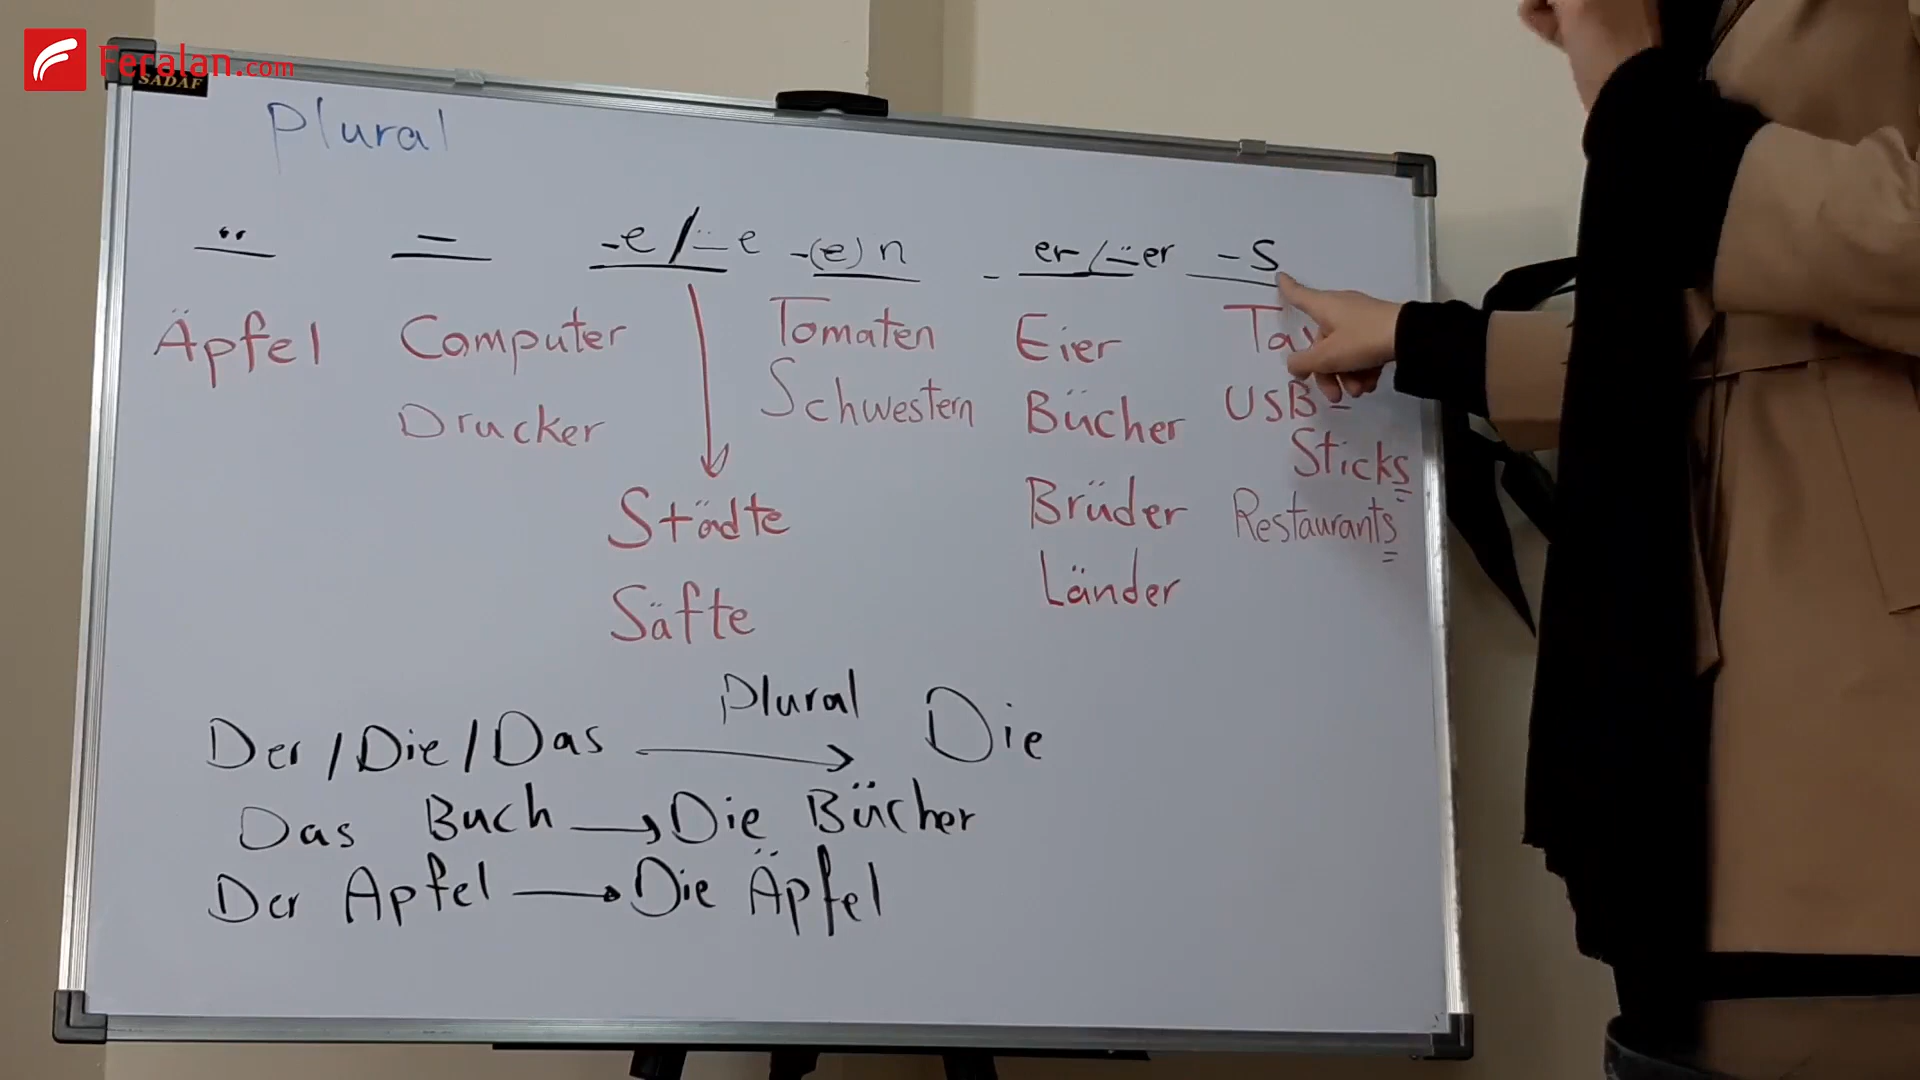 Feralan.com
SADAF
Plural
¨ - -e/¨e -(e)n -er/¨er -s
Äpfel Computer Tomaten Eier
Drucker Schwestern Bücher USB-
Sticks
Städte Brüder Restaurants
Säfte Länder
Plural
Der/Die/Das → Die
Das Buch → Die Bücher
Der Apfel → Die Äpfel